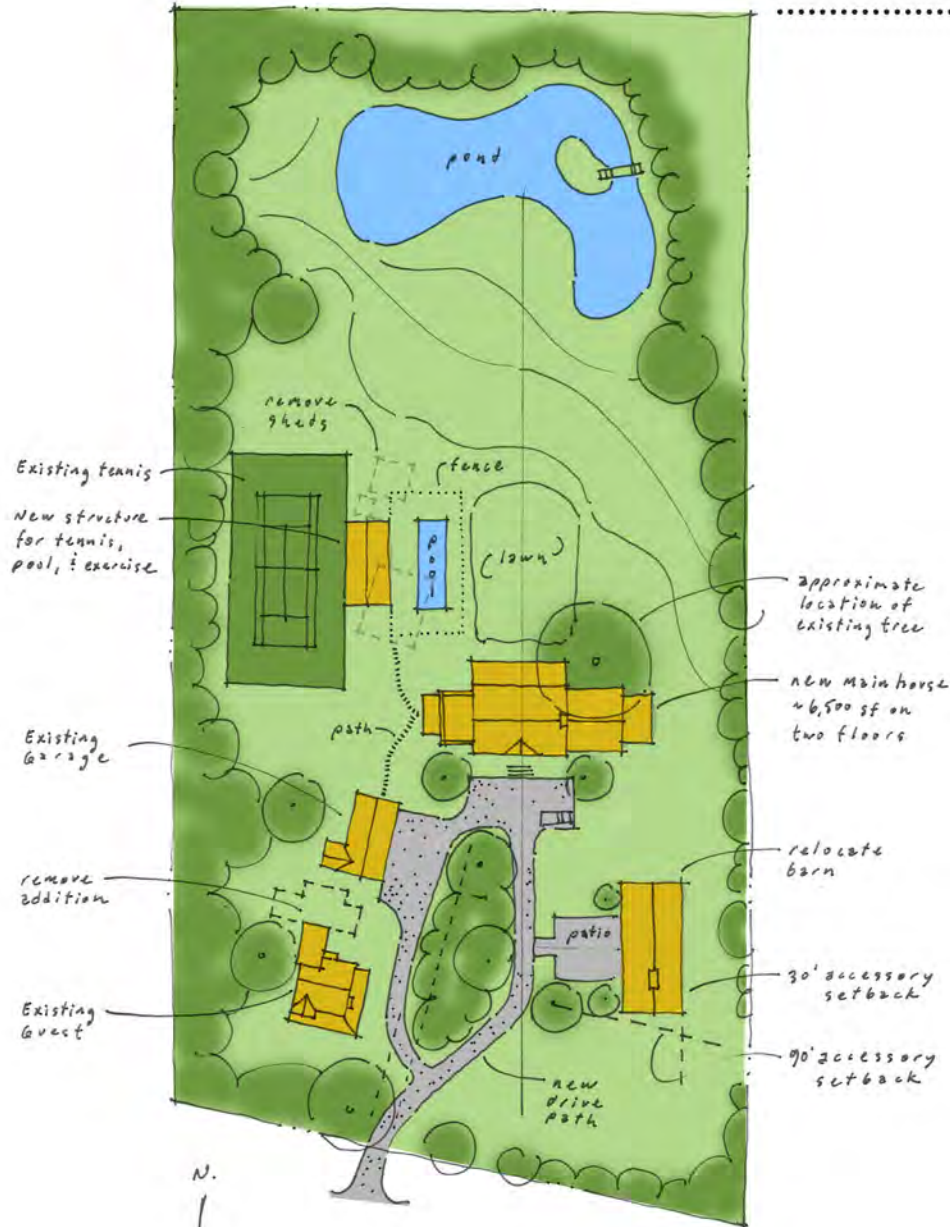 pond
remove
sheds
fence
Existing tennis
New structure
for tennis,
pool, & exercise
pool
(lawn)
approximate
location of
existing tree
new main house
~6,500 sf on
two floors
path
Existing
Garage
relocate
barn
remove
addition
patio
30' accessory
setback
Existing
Guest
90' accessory
setback
new
drive
path
N.